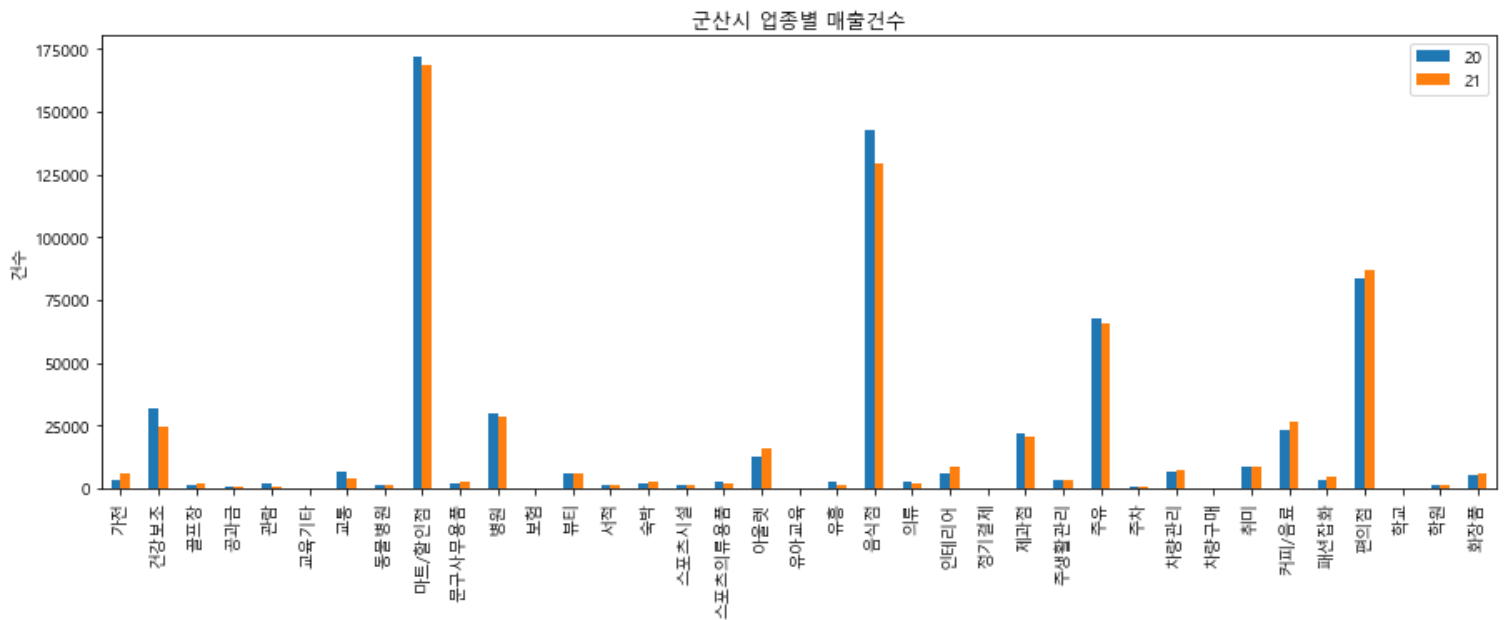 군산시 업종별 매출건수
20
21
건수
175000
150000
125000
100000
75000
50000
25000
0
가전
건강보조
골프장
공과금
관람
교육기타
교통
동물병원
마트/할인점
문구사무용품
병원
보험
뷰티
서적
숙박
스포츠시설
스포츠의류용품
아울렛
유아교육
유흥
음식점
의류
인테리어
정기결제
제과점
주생활관리
주유
주차
차량관리
차량구매
취미
커피/음료
패션잡화
편의점
학교
학원
화장품